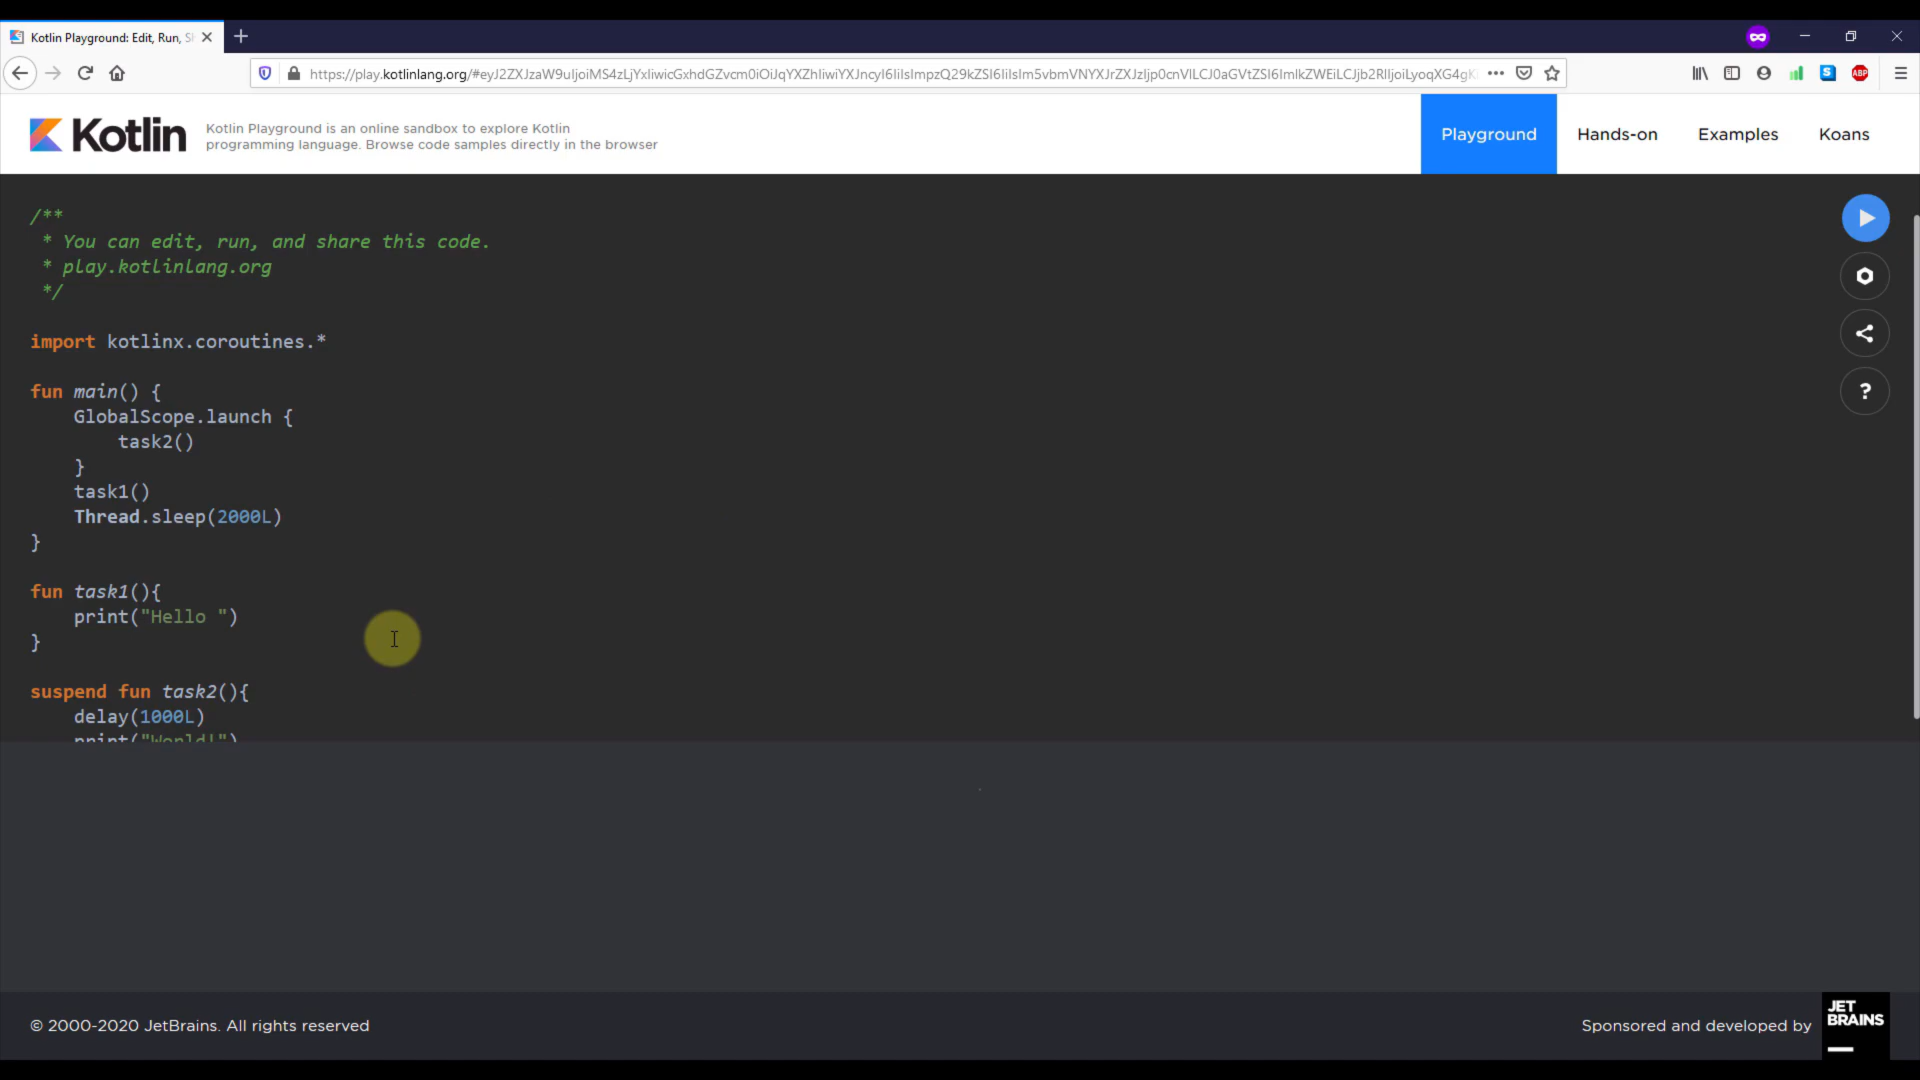 Kotlin Playground: Edit, Run, S
https://play.kotlinlang.org/#eyJ2ZXJzaW9uIjoiMS4zLjYxIiwicGxhdGZvcm0iOiJqYXZhIiwiYXJncyI6IiIsImpzQ29kZSI6IiIsIm5vbmVNYXJrZXJzIjp0cnVlLCJ0aGVtZSI6ImlkZWEiLCJjb2RlIjoiLyoqXG4g
S
ABP
Kotlin
Kotlin Playground is an online sandbox to explore Kotlin
programming language. Browse code samples directly in the browser
Playground Hands-on Examples Koans
/**
* You can edit, run, and share this code.
* play.kotlinlang.org
*/
import kotlinx.coroutines.*
fun main() {
GlobalScope.launch {
task2()
}
task1()
Thread.sleep(2000L)
}
fun task1(){
print("Hello ")
}
suspend fun task2(){
delay(1000L)
print("World!")
?
© 2000-2020 JetBrains. All rights reserved
Sponsored and developed by
JET
BRAINS